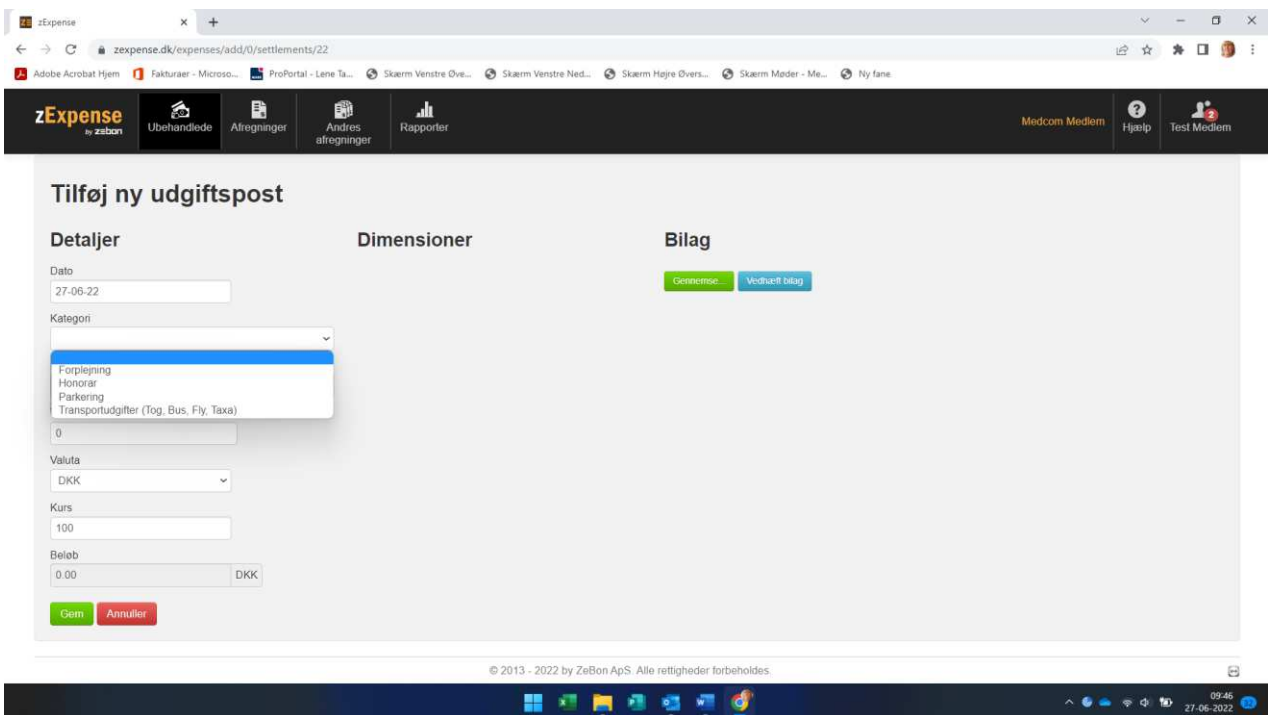 zExpense
zexpense.dk/expenses/add/0/settlements/22
Adobe Acrobat Hjem
Fakturaer - Microso...
ProPortal - Lene Ta...
Skærm Venstre Øve...
Skærm Venstre Ned...
Skærm Højre Øvers...
Skærm Møder - Me...
Ny fane
zExpense
by zebon
Ubehandlede
Afregninger
Andres
afregninger
Rapporter
Medcom Medlem
Hjælp
2
Test Medlem
Tilføj ny udgiftspost
Detaljer
Dimensioner
Bilag
Dato
27-06-22
Gennemse...
Vedhæft bilag
Kategori
Forplejning
Honorar
Parkering
Transportudgifter (Tog, Bus, Fly, Taxa)
0
Valuta
DKK
Kurs
100
Beløb
0.00
DKK
Gem
Annuller
© 2013 - 2022 by ZeBon ApS. Alle rettigheder forbeholdes.
09:46
27-06-2022